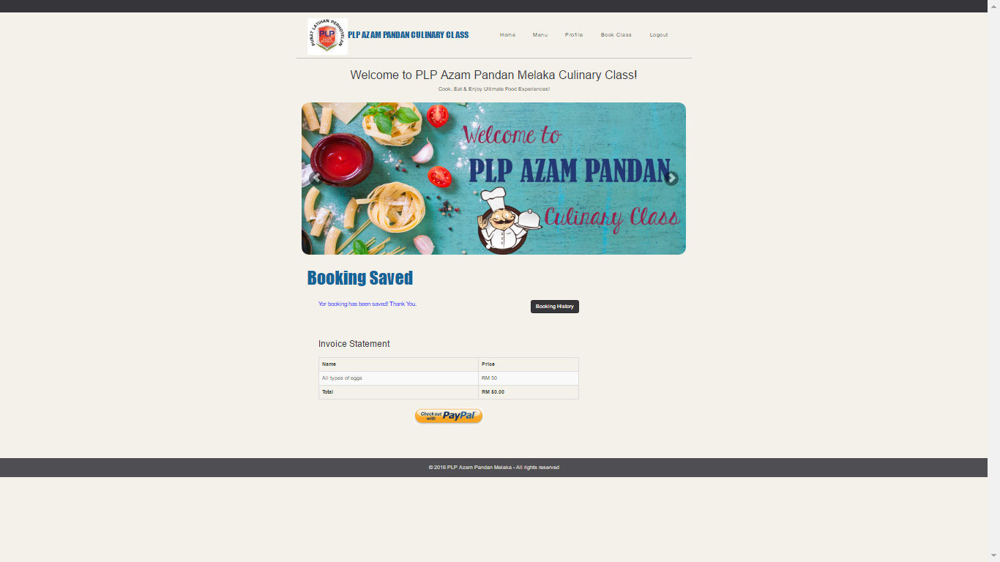 PUSAT LATIHAN PERHOTELAN
PLP
PLP AZAM PANDAN CULINARY CLASS
Home Menu Profile Book Class Logout
Welcome to PLP Azam Pandan Melaka Culinary Class!
Cook, Eat & Enjoy Ultimate Food Experiences!
Welcome to
PLP AZAM PANDAN
Culinary Class
Booking Saved
Yor booking has been saved! Thank You.
Booking History
Invoice Statement
Name Price
All types of eggs RM 50
Total RM 50.00
Check out with PayPal
© 2016 PLP Azam Pandan Melaka - All rights reserved